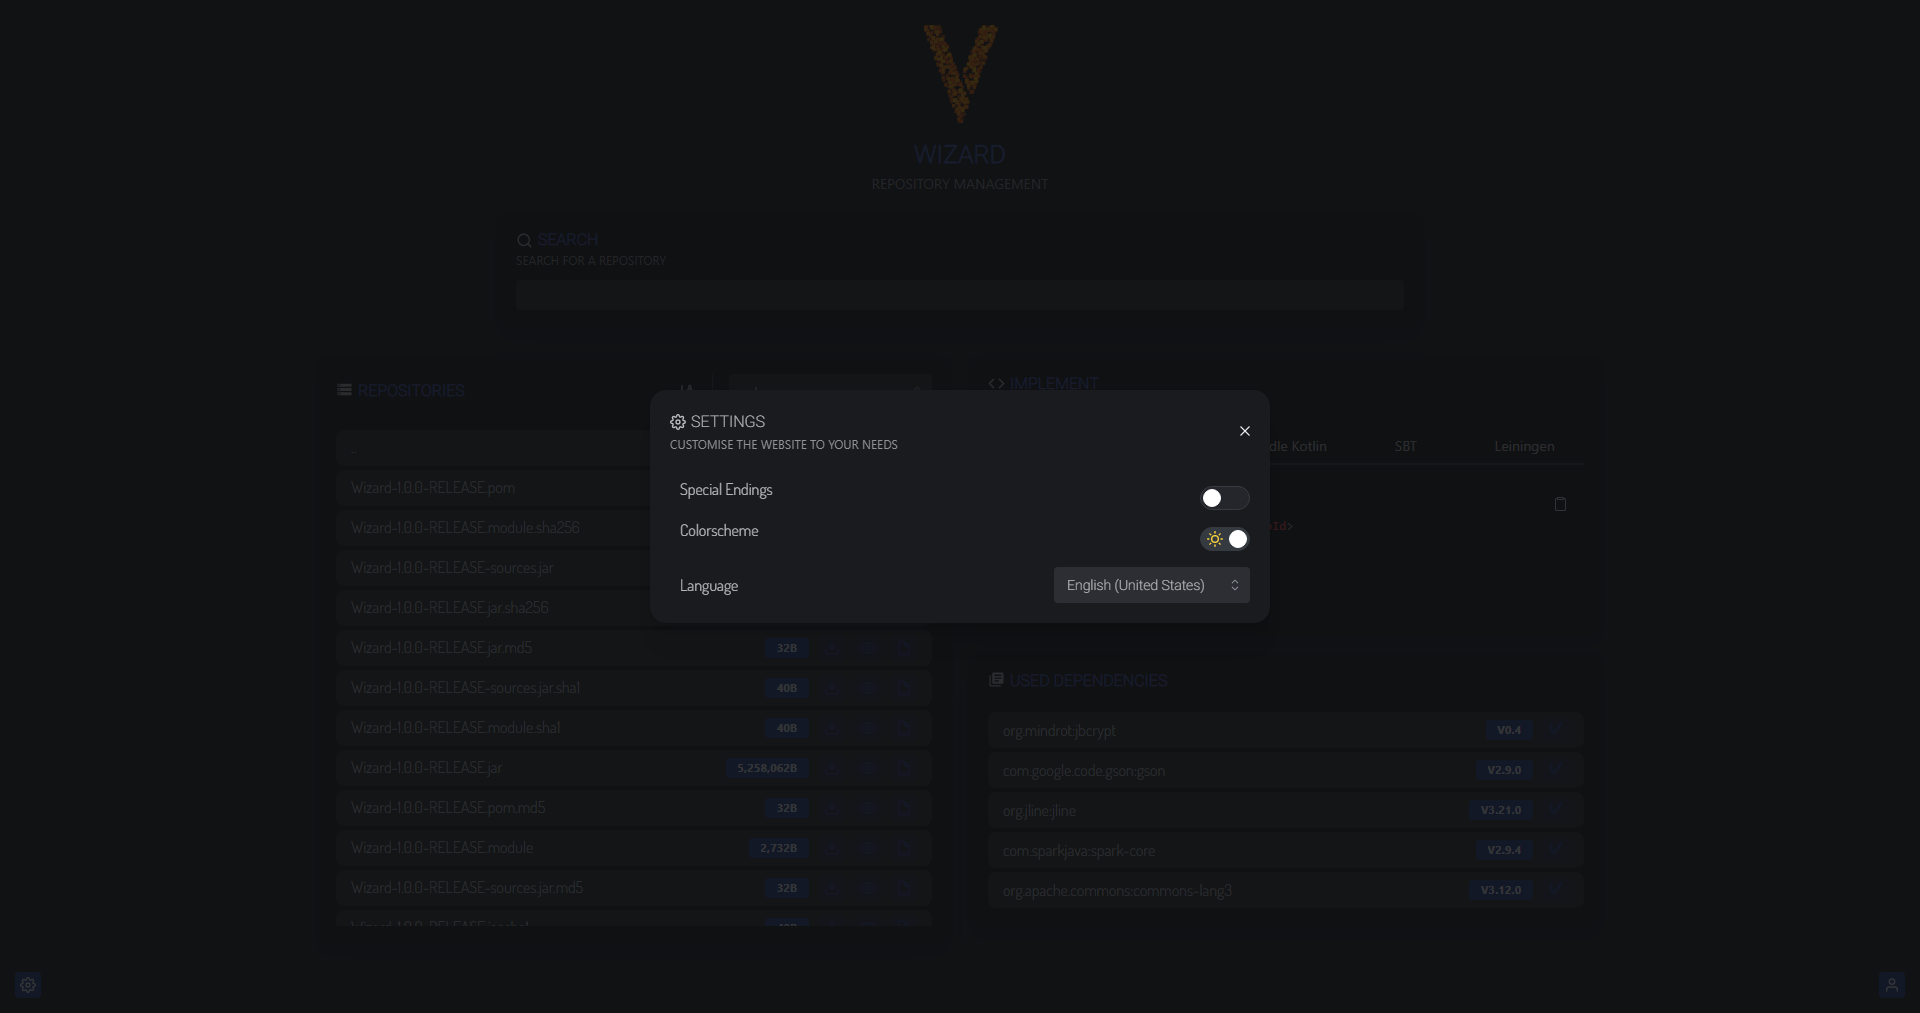 WIZARD
REPOSITORY MANAGEMENT
SEARCH
SEARCH FOR A REPOSITORY
REPOSITORIES
IMPLEMENT
SETTINGS
CUSTOMISE THE WEBSITE TO YOUR NEEDS
Special Endings
Colorscheme
Language
English (United States)
dle Kotlin SBT Leiningen
Id>
..
Wizard-1.0.0-RELEASE.pom
Wizard-1.0.0-RELEASE.module.sha256
Wizard-1.0.0-RELEASE-sources.jar
Wizard-1.0.0-RELEASE.jar.sha256
Wizard-1.0.0-RELEASE.jar.md5 32B
Wizard-1.0.0-RELEASE-sources.jar.sha1 40B
Wizard-1.0.0-RELEASE.module.sha1 40B
Wizard-1.0.0-RELEASE.jar 5,258,062B
Wizard-1.0.0-RELEASE.pom.md5 32B
Wizard-1.0.0-RELEASE.module 2,732B
Wizard-1.0.0-RELEASE-sources.jar.md5 32B
USED DEPENDENCIES
org.mindrot:jbcrypt V0.4
com.google.code.gson:gson V2.9.0
org.jline:jline V3.21.0
com.sparkjava:spark-core V2.9.4
org.apache.commons:commons-lang3 V3.12.0